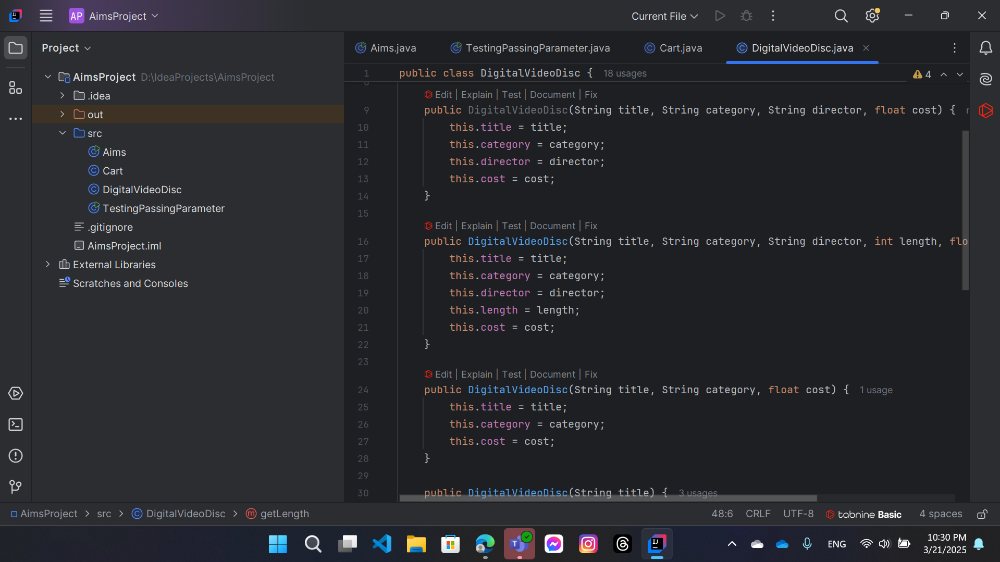 AP AimsProject
Current File
Project
AimsProject D:\IdeaProjects\AimsProject
.idea
out
src
Aims
Cart
DigitalVideoDisc
TestingPassingParameter
.gitignore
AimsProject.iml
External Libraries
Scratches and Consoles
Aims.java
TestingPassingParameter.java
Cart.java
DigitalVideoDisc.java
1 public class DigitalVideoDisc { 18 usages
4
Edit | Explain | Test | Document | Fix
9 public DigitalVideoDisc(String title, String category, String director, float cost) {
10 this.title = title;
11 this.category = category;
12 this.director = director;
13 this.cost = cost;
14 }
15
Edit | Explain | Test | Document | Fix
16 public DigitalVideoDisc(String title, String category, String director, int length, flo
17 this.title = title;
18 this.category = category;
19 this.director = director;
20 this.length = length;
21 this.cost = cost;
22 }
23
Edit | Explain | Test | Document | Fix
24 public DigitalVideoDisc(String title, String category, float cost) { 1 usage
25 this.title = title;
26 this.category = category;
27 this.cost = cost;
28 }
29
30 public DigitalVideoDisc(String title) { 3 usages
AimsProject > src > DigitalVideoDisc > getLength
48:6 CRLF UTF-8 tabnine Basic 4 spaces
ENG
10:30 PM
3/21/2025